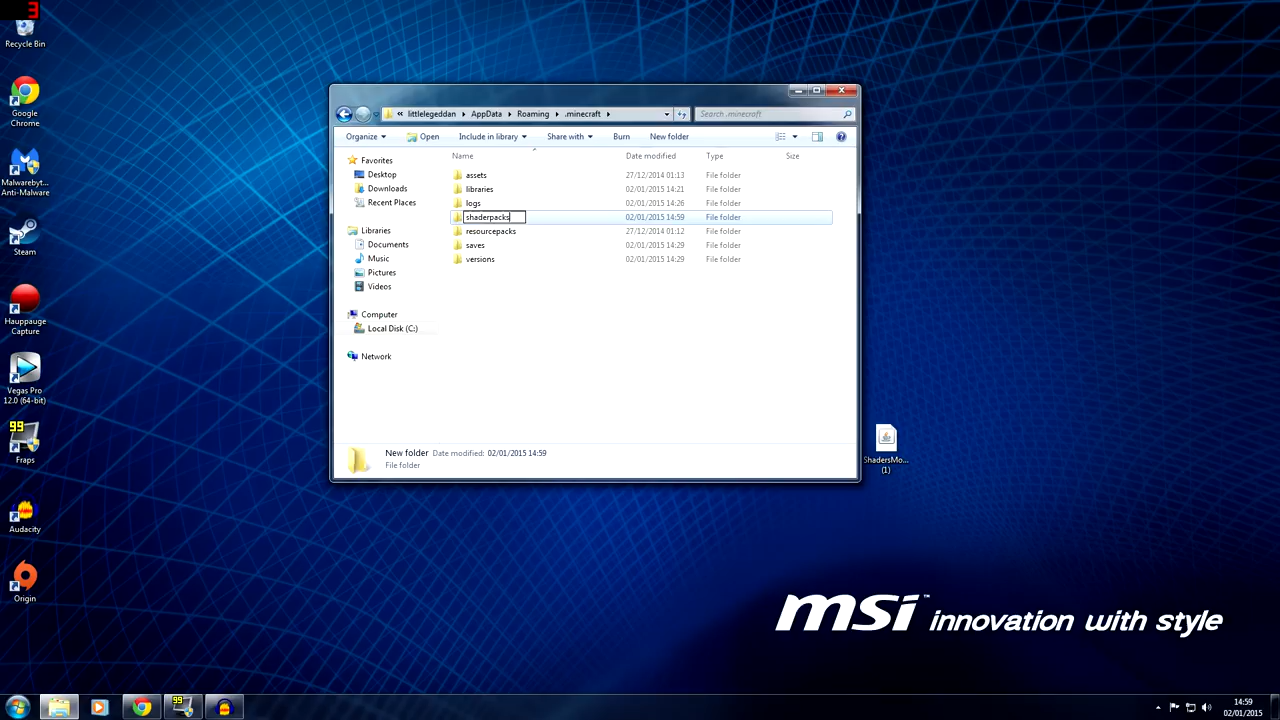 3
Recycle Bin
Google
Chrome
Malwareby...
Anti-Malware
Steam
Hauppauge
Capture
Vegas Pro
12.0 (64-bit)
99
Fraps
Audacity
Origin
« littlelegeddan ▸ AppData ▸ Roaming ▸ .minecraft ▸
Search .minecraft
Organize Open Include in library Share with Burn New folder
Name Date modified Type Size
Favorites
Desktop
Downloads
Recent Places
Libraries
Documents
Music
Pictures
Videos
Computer
Local Disk (C:)
Network
assets 27/12/2014 01:13 File folder
libraries 02/01/2015 14:21 File folder
logs 02/01/2015 14:26 File folder
shaderpacks 02/01/2015 14:59 File folder
resourcepacks 27/12/2014 01:12 File folder
saves 02/01/2015 14:29 File folder
versions 02/01/2015 14:29 File folder
New folder Date modified: 02/01/2015 14:59
File folder
ShadersMo...
(1)
msi™ innovation with style
99
14:59
02/01/2015